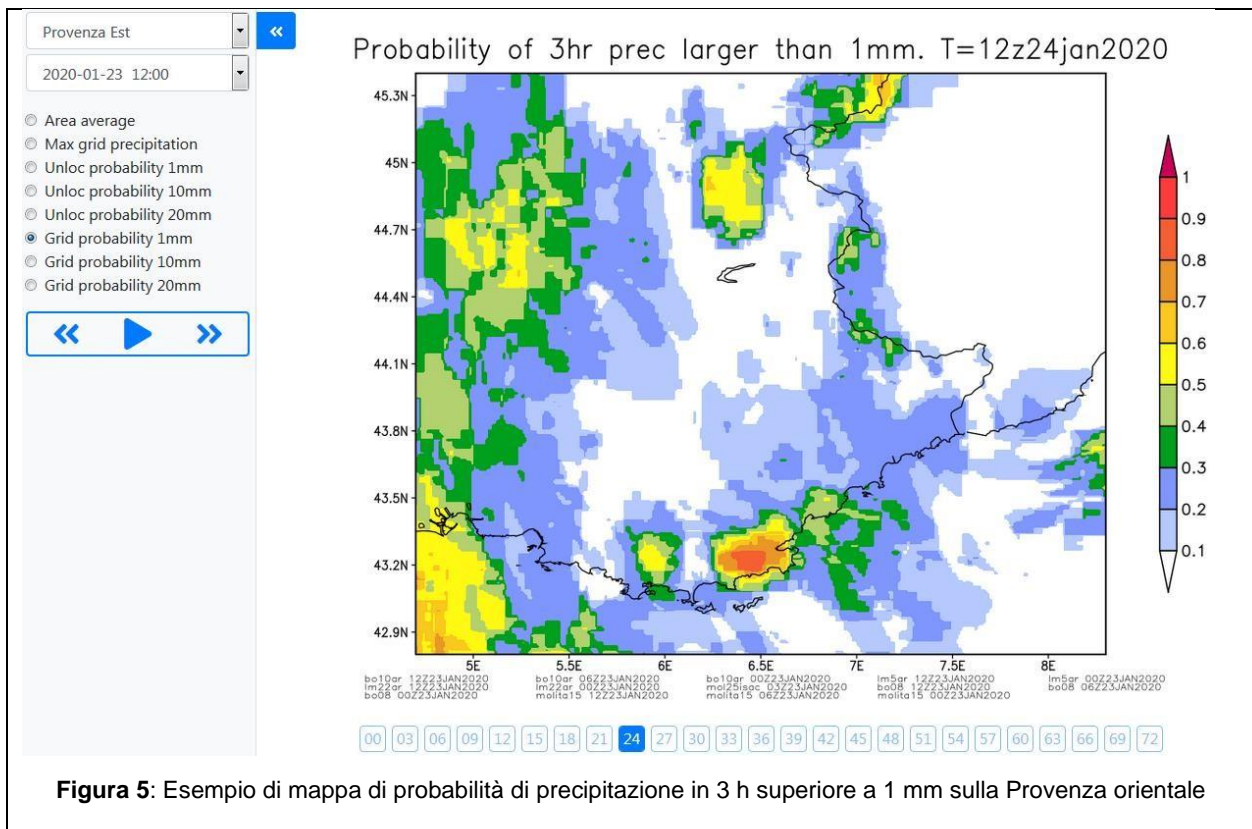 Provenza Est
2020-01-23 12:00
Area average
Max grid precipitation
Unloc probability 1mm
Unloc probability 10mm
Unloc probability 20mm
Grid probability 1mm
Grid probability 10mm
Grid probability 20mm
Probability of 3hr prec larger than 1mm. T=12z24jan2020
45.3N
45N
44.7N
44.4N
44.1N
43.8N
43.5N
43.2N
42.9N
5E 5.5E 6E 6.5E 7E 7.5E 8E
1
0.9
0.8
0.7
0.6
0.5
0.4
0.3
0.2
0.1
bo10ar 12Z23JAN2020 bo10ar 06Z23JAN2020 bo10ar 00Z23JAN2020 lm5ar 12Z23JAN2020 lm5ar 00Z23JAN2020
lm22ar 12Z23JAN2020 lm22ar 00Z23JAN2020 mol25isac 03Z23JAN2020 bo08 12Z23JAN2020 bo08 06Z23JAN2020
bo08 00Z23JAN2020 molita15 12Z23JAN2020 molita15 06Z23JAN2020 molita15 00Z23JAN2020
00 03 06 09 12 15 18 21 24 27 30 33 36 39 42 45 48 51 54 57 60 63 66 69 72
Figura 5: Esempio di mappa di probabilità di precipitazione in 3 h superiore a 1 mm sulla Provenza orientale